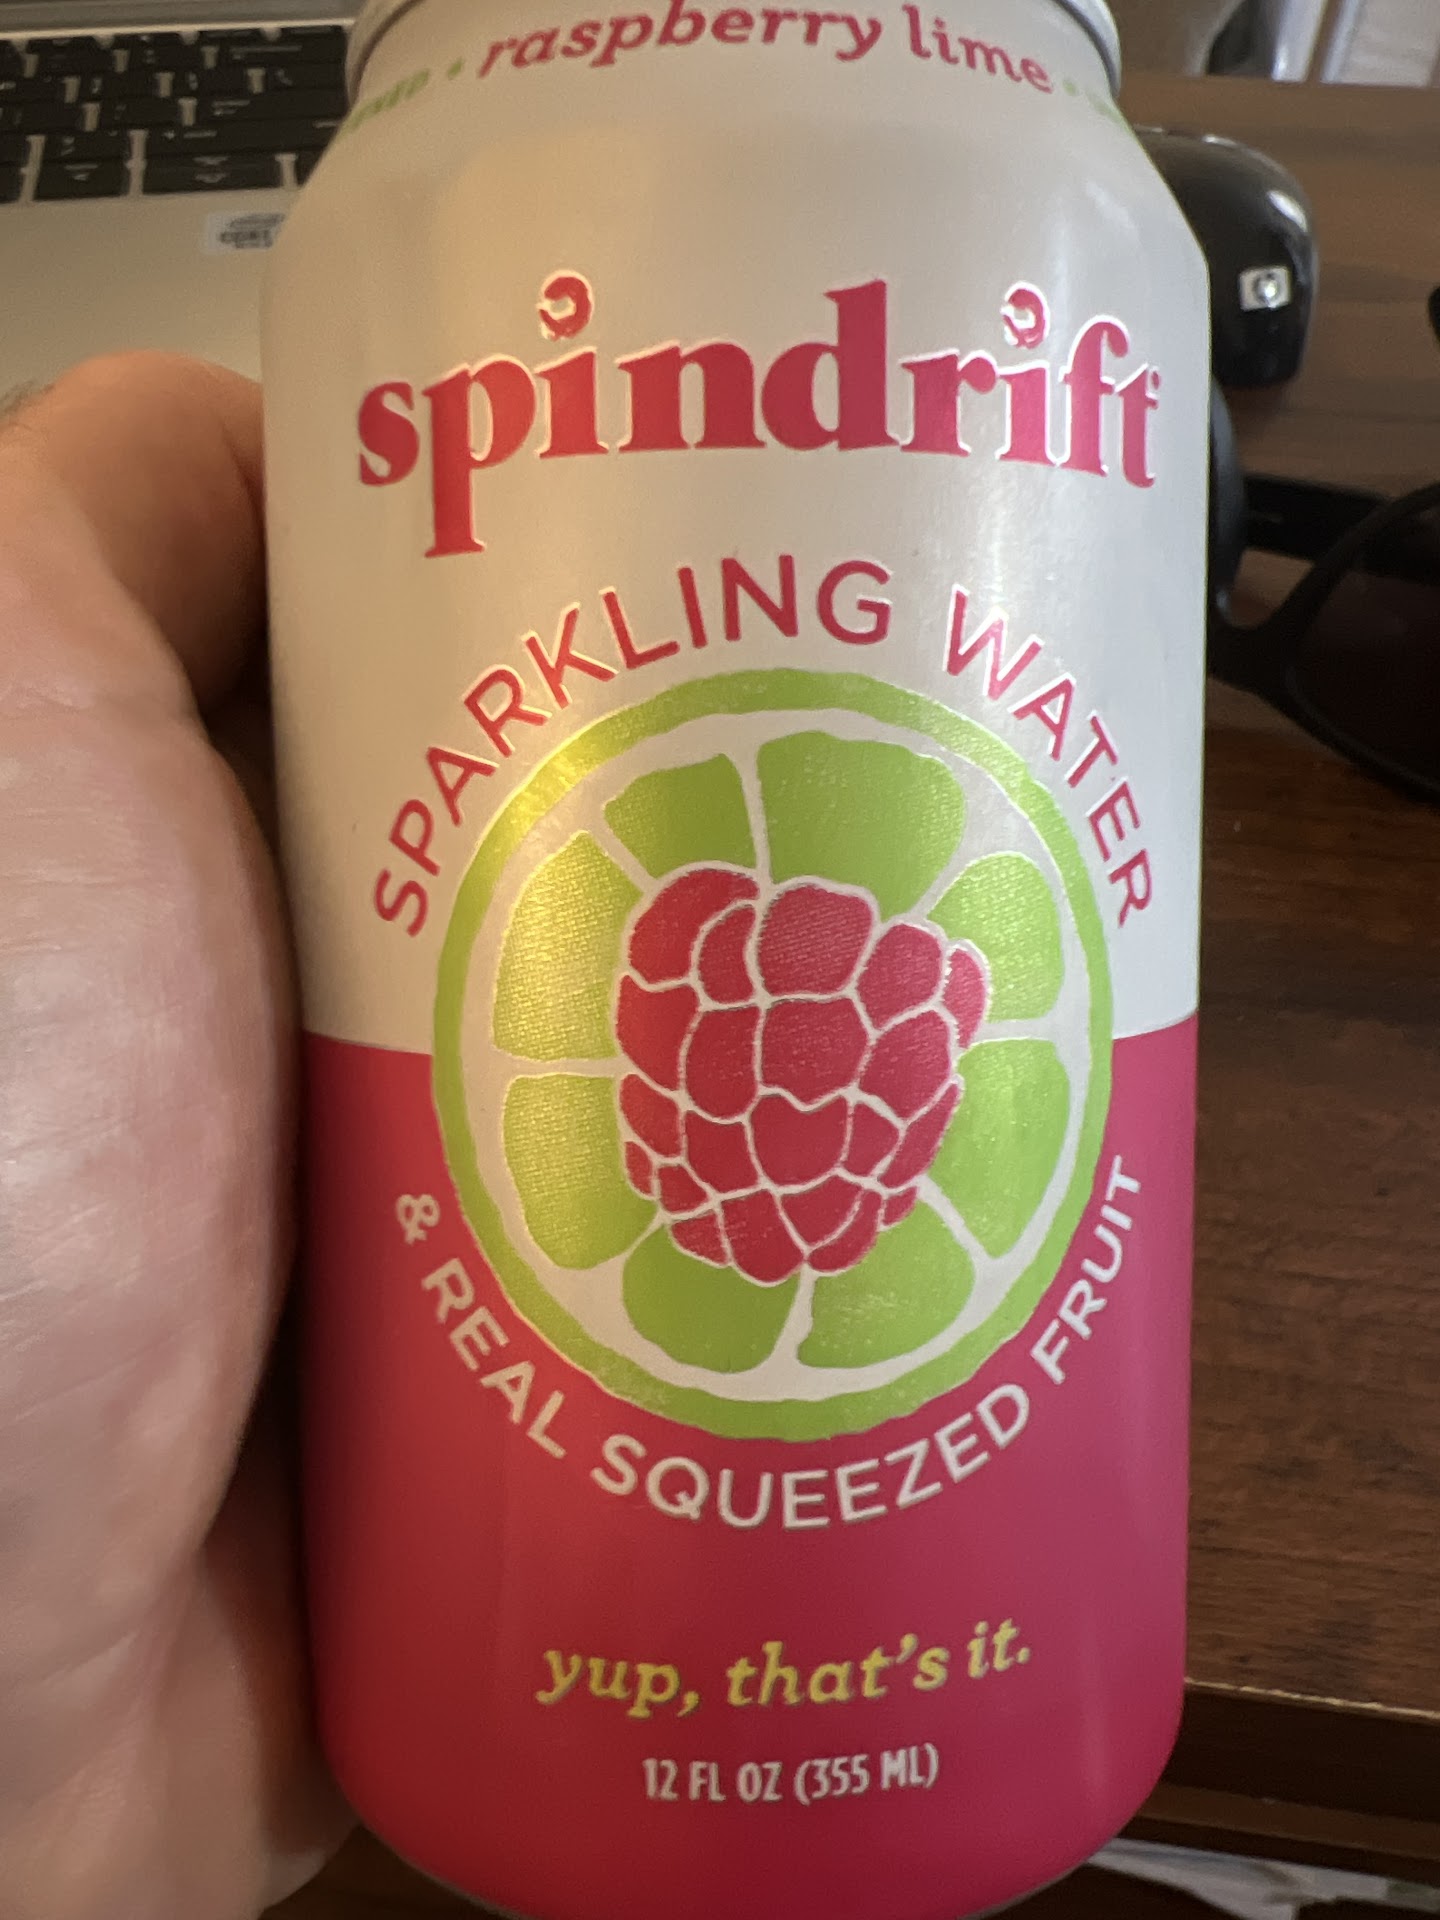 raspberry lime
spindrift
SPARKLING WATER
& REAL SQUEEZED FRUIT
yup, that's it.
12 FL OZ (355 ML)